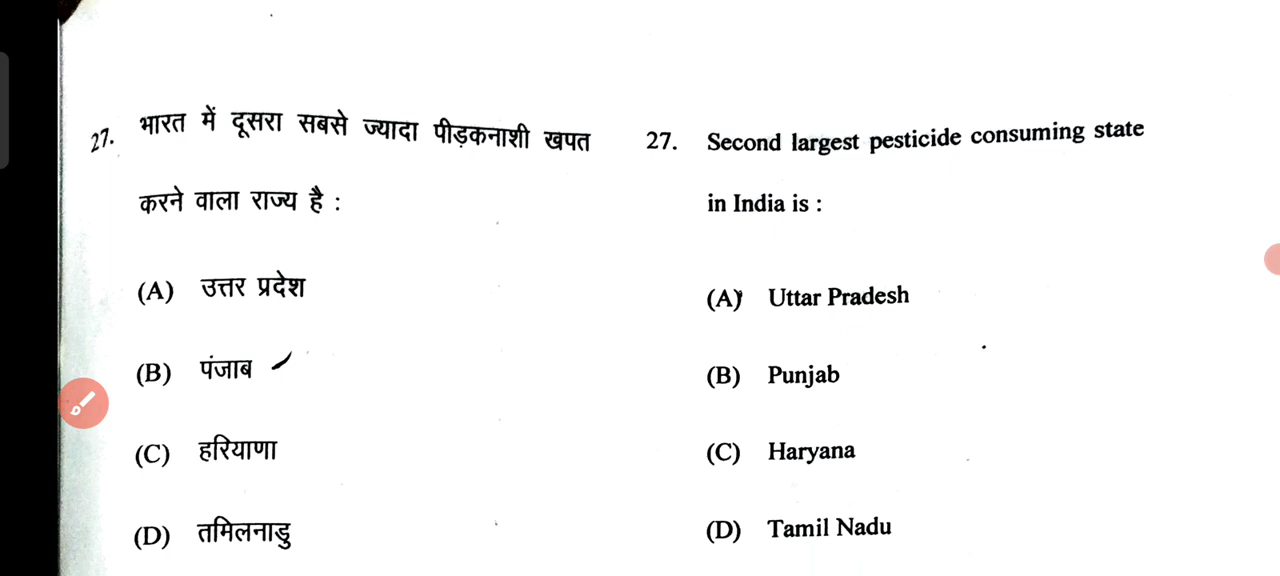 27. भारत में दूसरा सबसे ज्यादा पीड़कनाशी खपत
करने वाला राज्य है :
(A) उत्तर प्रदेश
(B) पंजाब
(C) हरियाणा
(D) तमिलनाडु
27. Second largest pesticide consuming state
in India is :
(A) Uttar Pradesh
(B) Punjab
(C) Haryana
(D) Tamil Nadu